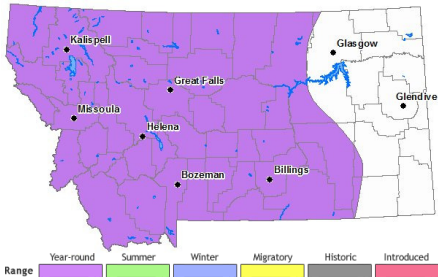 Kalispell
Glasgow
Great Falls
Glendive
Missoula
Helena
Billings
Bozeman
Year-round Summer Winter Migratory Historic Introduced
Range